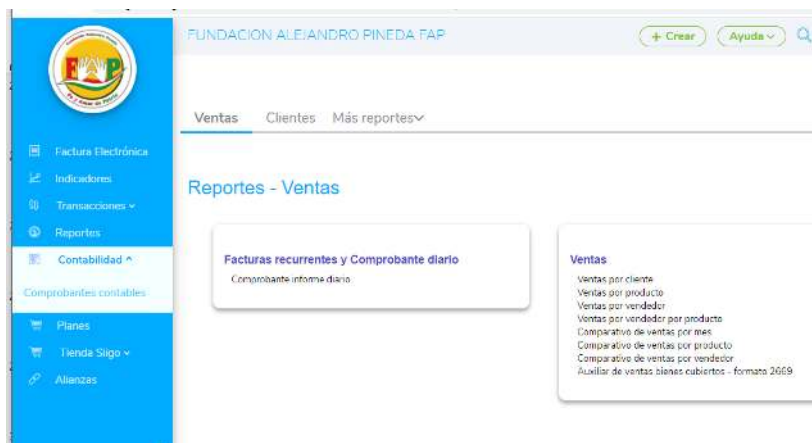 FUNDACION ALEJANDRO PINEDA FAP
+ Crear
Ayuda
FAP
Ventas
Clientes
Más reportes
Factura Electrónica
Indicadores
Transacciones
Reportes
Contabilidad
Comprobantes contables
Planes
Tienda Siigo
Alianzas
Reportes - Ventas
Facturas recurrentes y Comprobante diario
Comprobante informe diario
Ventas
Ventas por cliente
Ventas por producto
Ventas por vendedor
Ventas por vendedor por producto
Comparativo de ventas por mes
Comparativo de ventas por producto
Comparativo de ventas por vendedor
Auxiliar de ventas bienes cubiertos - formato 2669